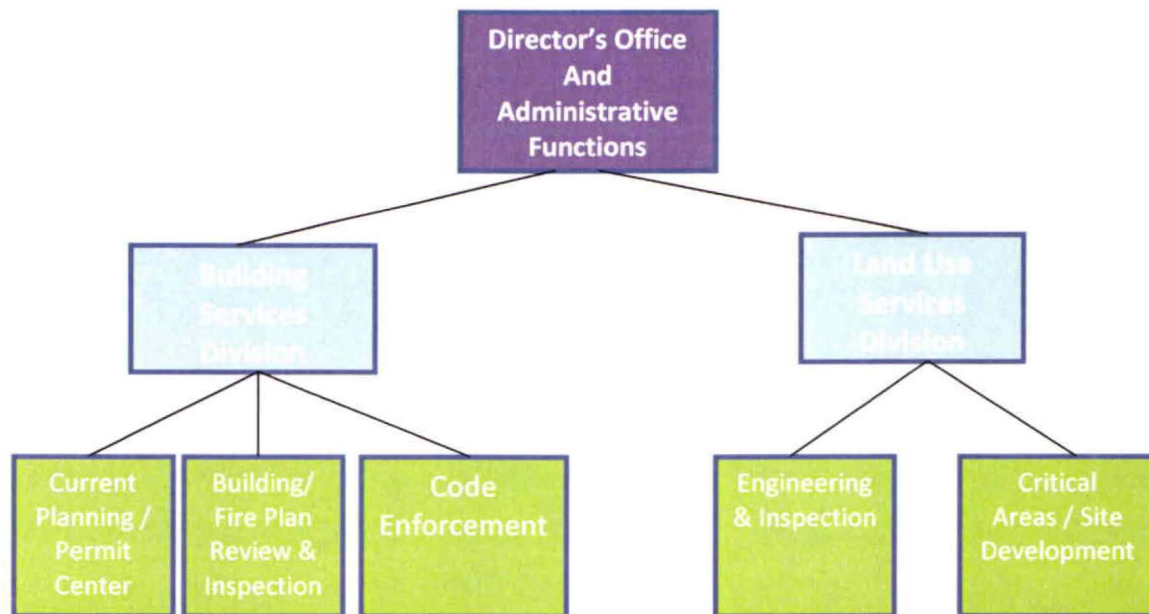 Director's Office
And
Administrative
Functions
Building
Services
Division
Land Use
Services
Division
Current
Planning /
Permit
Center
Building/
Fire Plan
Review &
Inspection
Code
Enforcement
Engineering
& Inspection
Critical
Areas / Site
Development